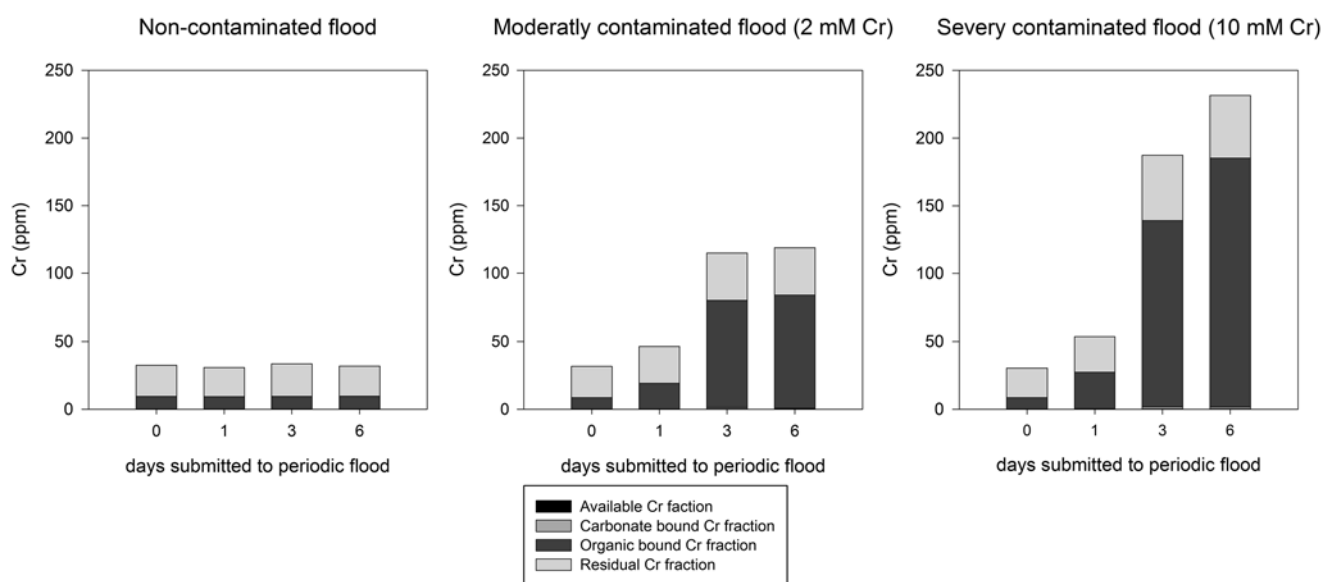 Non-contaminated flood
Moderatly contaminated flood (2 mM Cr)
Severy contaminated flood (10 mM Cr)
250
200
150
100
50
0
Cr (ppm)
0 1 3 6
days submitted to periodic flood
250
200
150
100
50
0
Cr (ppm)
0 1 3 6
days submitted to periodic flood
250
200
150
100
50
0
Cr (ppm)
0 1 3 6
days submitted to periodic flood
Available Cr faction
Carbonate bound Cr fraction
Organic bound Cr fraction
Residual Cr fraction